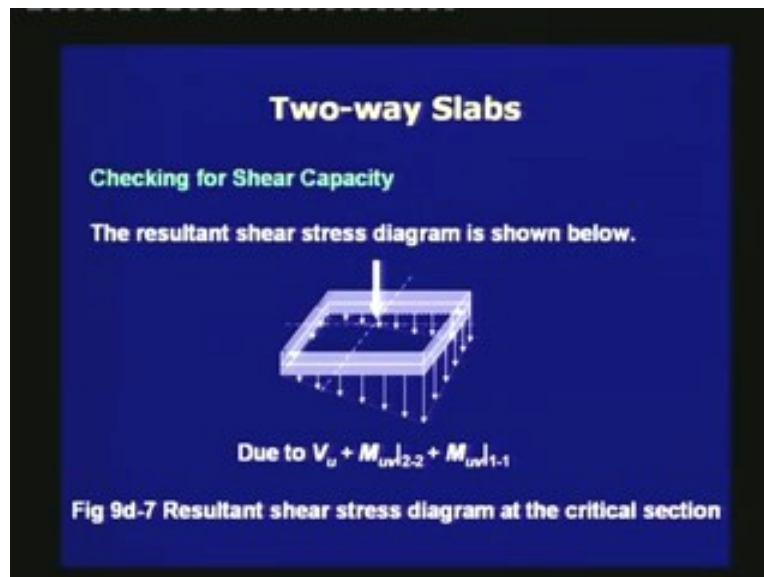 Two-way Slabs
Checking for Shear Capacity
The resultant shear stress diagram is shown below.
Due to Vu + Muv|2-2 + Muv|1-1
Fig 9d-7 Resultant shear stress diagram at the critical section